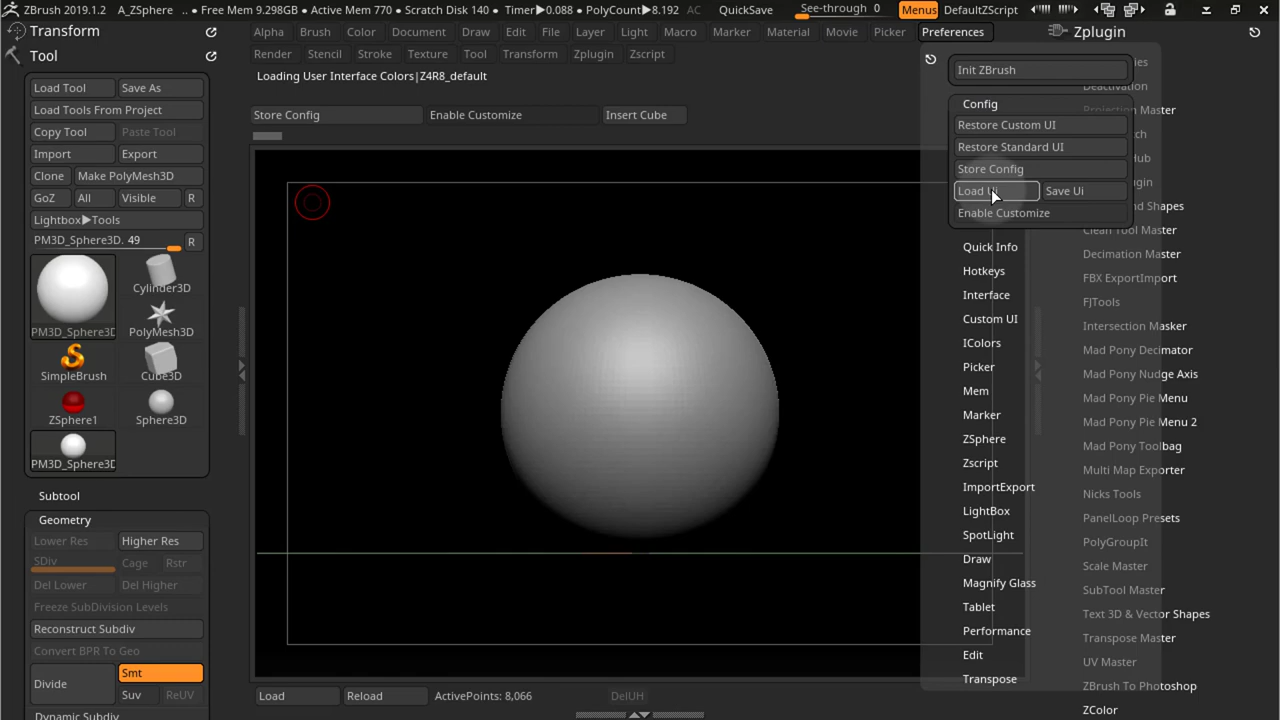 ZBrush 2019.1.2 A_ZSphere .. • Free Mem 9.298GB • Active Mem 770 • Scratch Disk 140 • Timer▶0.088 • PolyCount▶8.192 AC QuickSave See-through 0 Menus DefaultZScript
Transform
Tool
Load Tool Save As
Load Tools From Project
Copy Tool Paste Tool
Import Export
Clone Make PolyMesh3D
GoZ All Visible R
Lightbox▶Tools
PM3D_Sphere3D. 49 R
PM3D_Sphere3D
Cylinder3D
PolyMesh3D
SimpleBrush
Cube3D
ZSphere1
Sphere3D
PM3D_Sphere3D
Subtool
Geometry
Lower Res Higher Res
SDiv Cage Rstr
Del Lower Del Higher
Freeze SubDivision Levels
Reconstruct Subdiv
Convert BPR To Geo
Divide Smt
Suv ReUV
Dynamic Subdiv
Alpha Brush Color Document Draw Edit File Layer Light Macro Marker Material Movie Picker Preferences
Render Stencil Stroke Texture Tool Transform Zplugin Zscript
Loading User Interface Colors|Z4R8_default
Store Config Enable Customize Insert Cube
Load Reload ActivePoints: 8,066 DelUH
Init ZBrush
Config
Restore Custom UI
Restore Standard UI
Store Config
Load Ui Save Ui
Enable Customize
Quick Info
Hotkeys
Interface
Custom UI
IColors
Picker
Mem
Marker
ZSphere
Zscript
ImportExport
LightBox
SpotLight
Draw
Magnify Glass
Tablet
Performance
Edit
Transpose
Zplugin
ies
Deactivation
Projection Master
ch
Hub
gin
nd Shapes
Clean Tool Master
Decimation Master
FBX ExportImport
FJTools
Intersection Masker
Mad Pony Decimator
Mad Pony Nudge Axis
Mad Pony Pie Menu
Mad Pony Pie Menu 2
Mad Pony Toolbag
Multi Map Exporter
Nicks Tools
PanelLoop Presets
PolyGroupIt
Scale Master
SubTool Master
Text 3D & Vector Shapes
Transpose Master
UV Master
ZBrush To Photoshop
ZColor